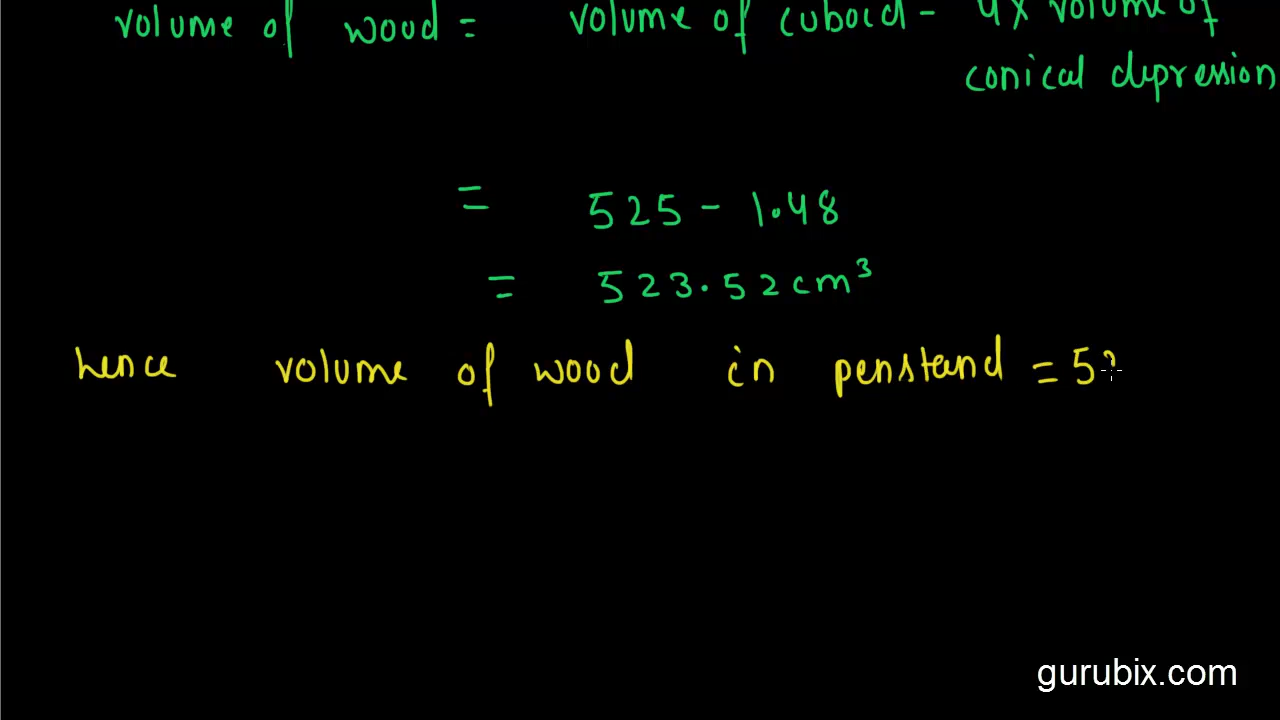 volume of wood = volume of cuboid - 4x volume of
conical depression
= 525 - 1.48
= 523.52 cm³
hence volume of wood in penstand = 52
gurubix.com